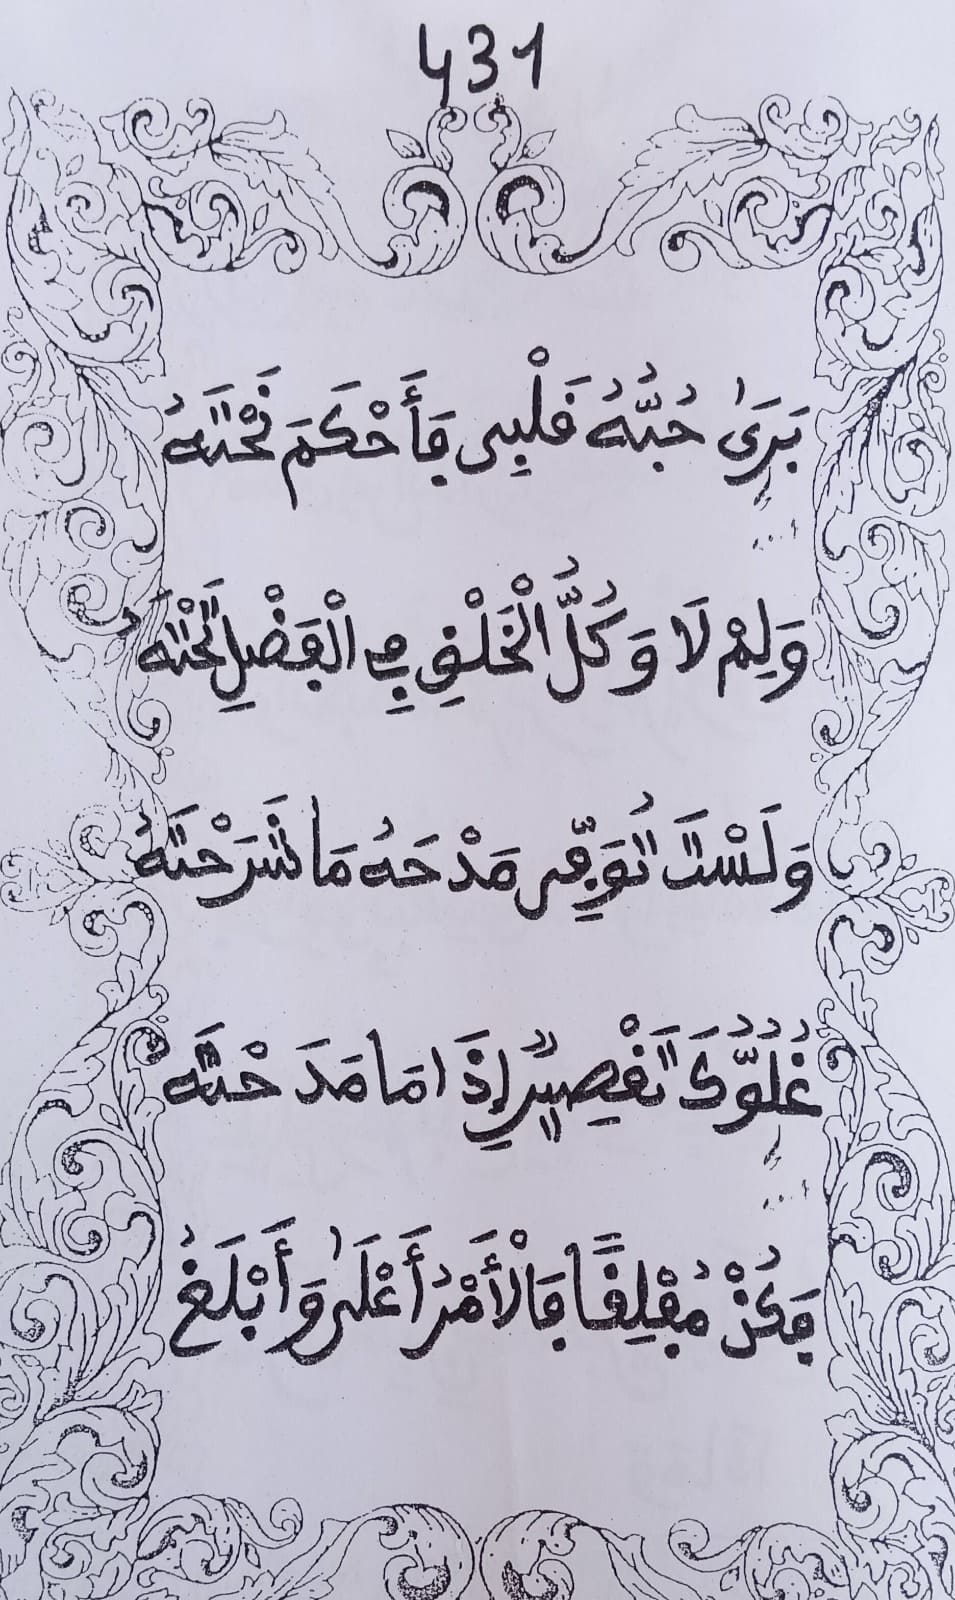 431
بَرَىٰ حُبُّهُ قَلْبِى فَأَحْكَمَ نَحْتَهُ
وَلِمْ لَا وَكُلُّ الْخَلْقِ فِى الْفَضْلِ تَحْتَهُ
وَلَسْتَ تُوَفِّى مَدْحَهُ مَا شَرَحْتَهُ
غُلُوُّكَ تَقْصِيرٌ إِذَا مَا مَدَحْتَهُ
فَكُنْ مُفْلِقًا فَالْأَمْرُ أَعْلَىٰ وَأَبْلَغُ